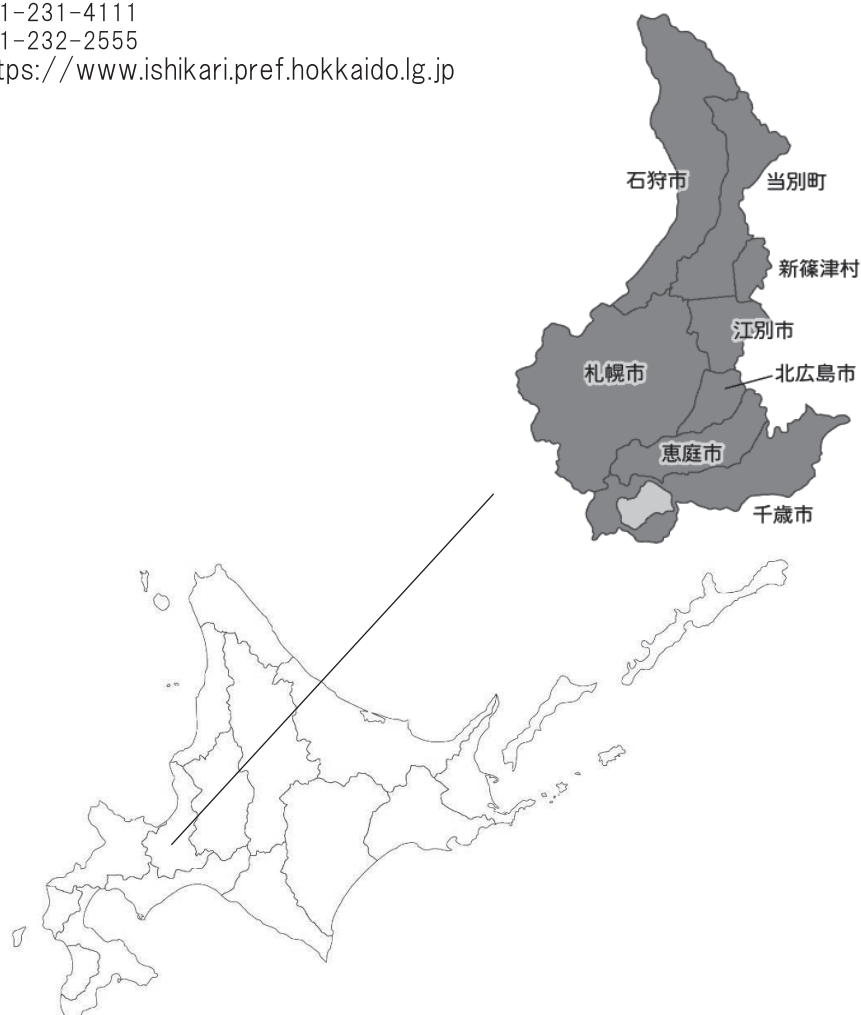 1-231-4111
1-232-2555
tps://www.ishikari.pref.hokkaido.lg.jp
石狩市
当別町
新篠津村
江別市
札幌市
北広島市
恵庭市
千歳市